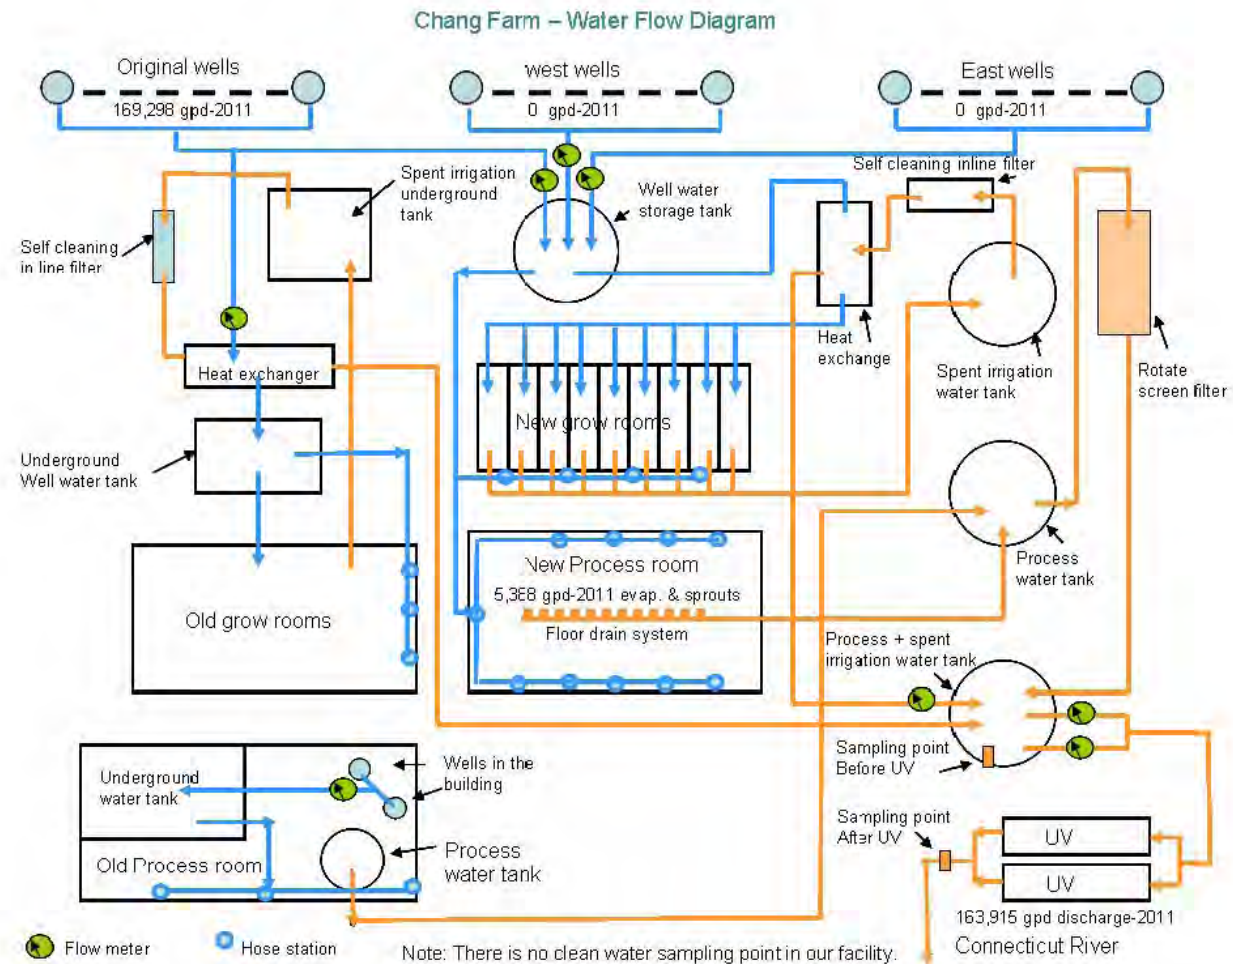 Chang Farm – Water Flow Diagram
Original wells
169,298 gpd-2011
west wells
0 gpd-2011
East wells
0 gpd-2011
Spent irrigation
underground
tank
Well water
storage tank
Self cleaning inline filter
Self cleaning
in line filter
Heat exchanger
Heat
exchange
Spent irrigation
water tank
Rotate
screen filter
New grow rooms
Underground
Well water tank
Process
water tank
New Process room
5,388 gpd-2011 evap. & sprouts
Floor drain system
Old grow rooms
Process + spent
irrigation water tank
Sampling point
Before UV
Underground
water tank
Wells in the
building
Sampling point
After UV
UV
UV
Old Process room
Process
water tank
163,915 gpd discharge-2011
Connecticut River
Flow meter
Hose station
Note: There is no clean water sampling point in our facility.